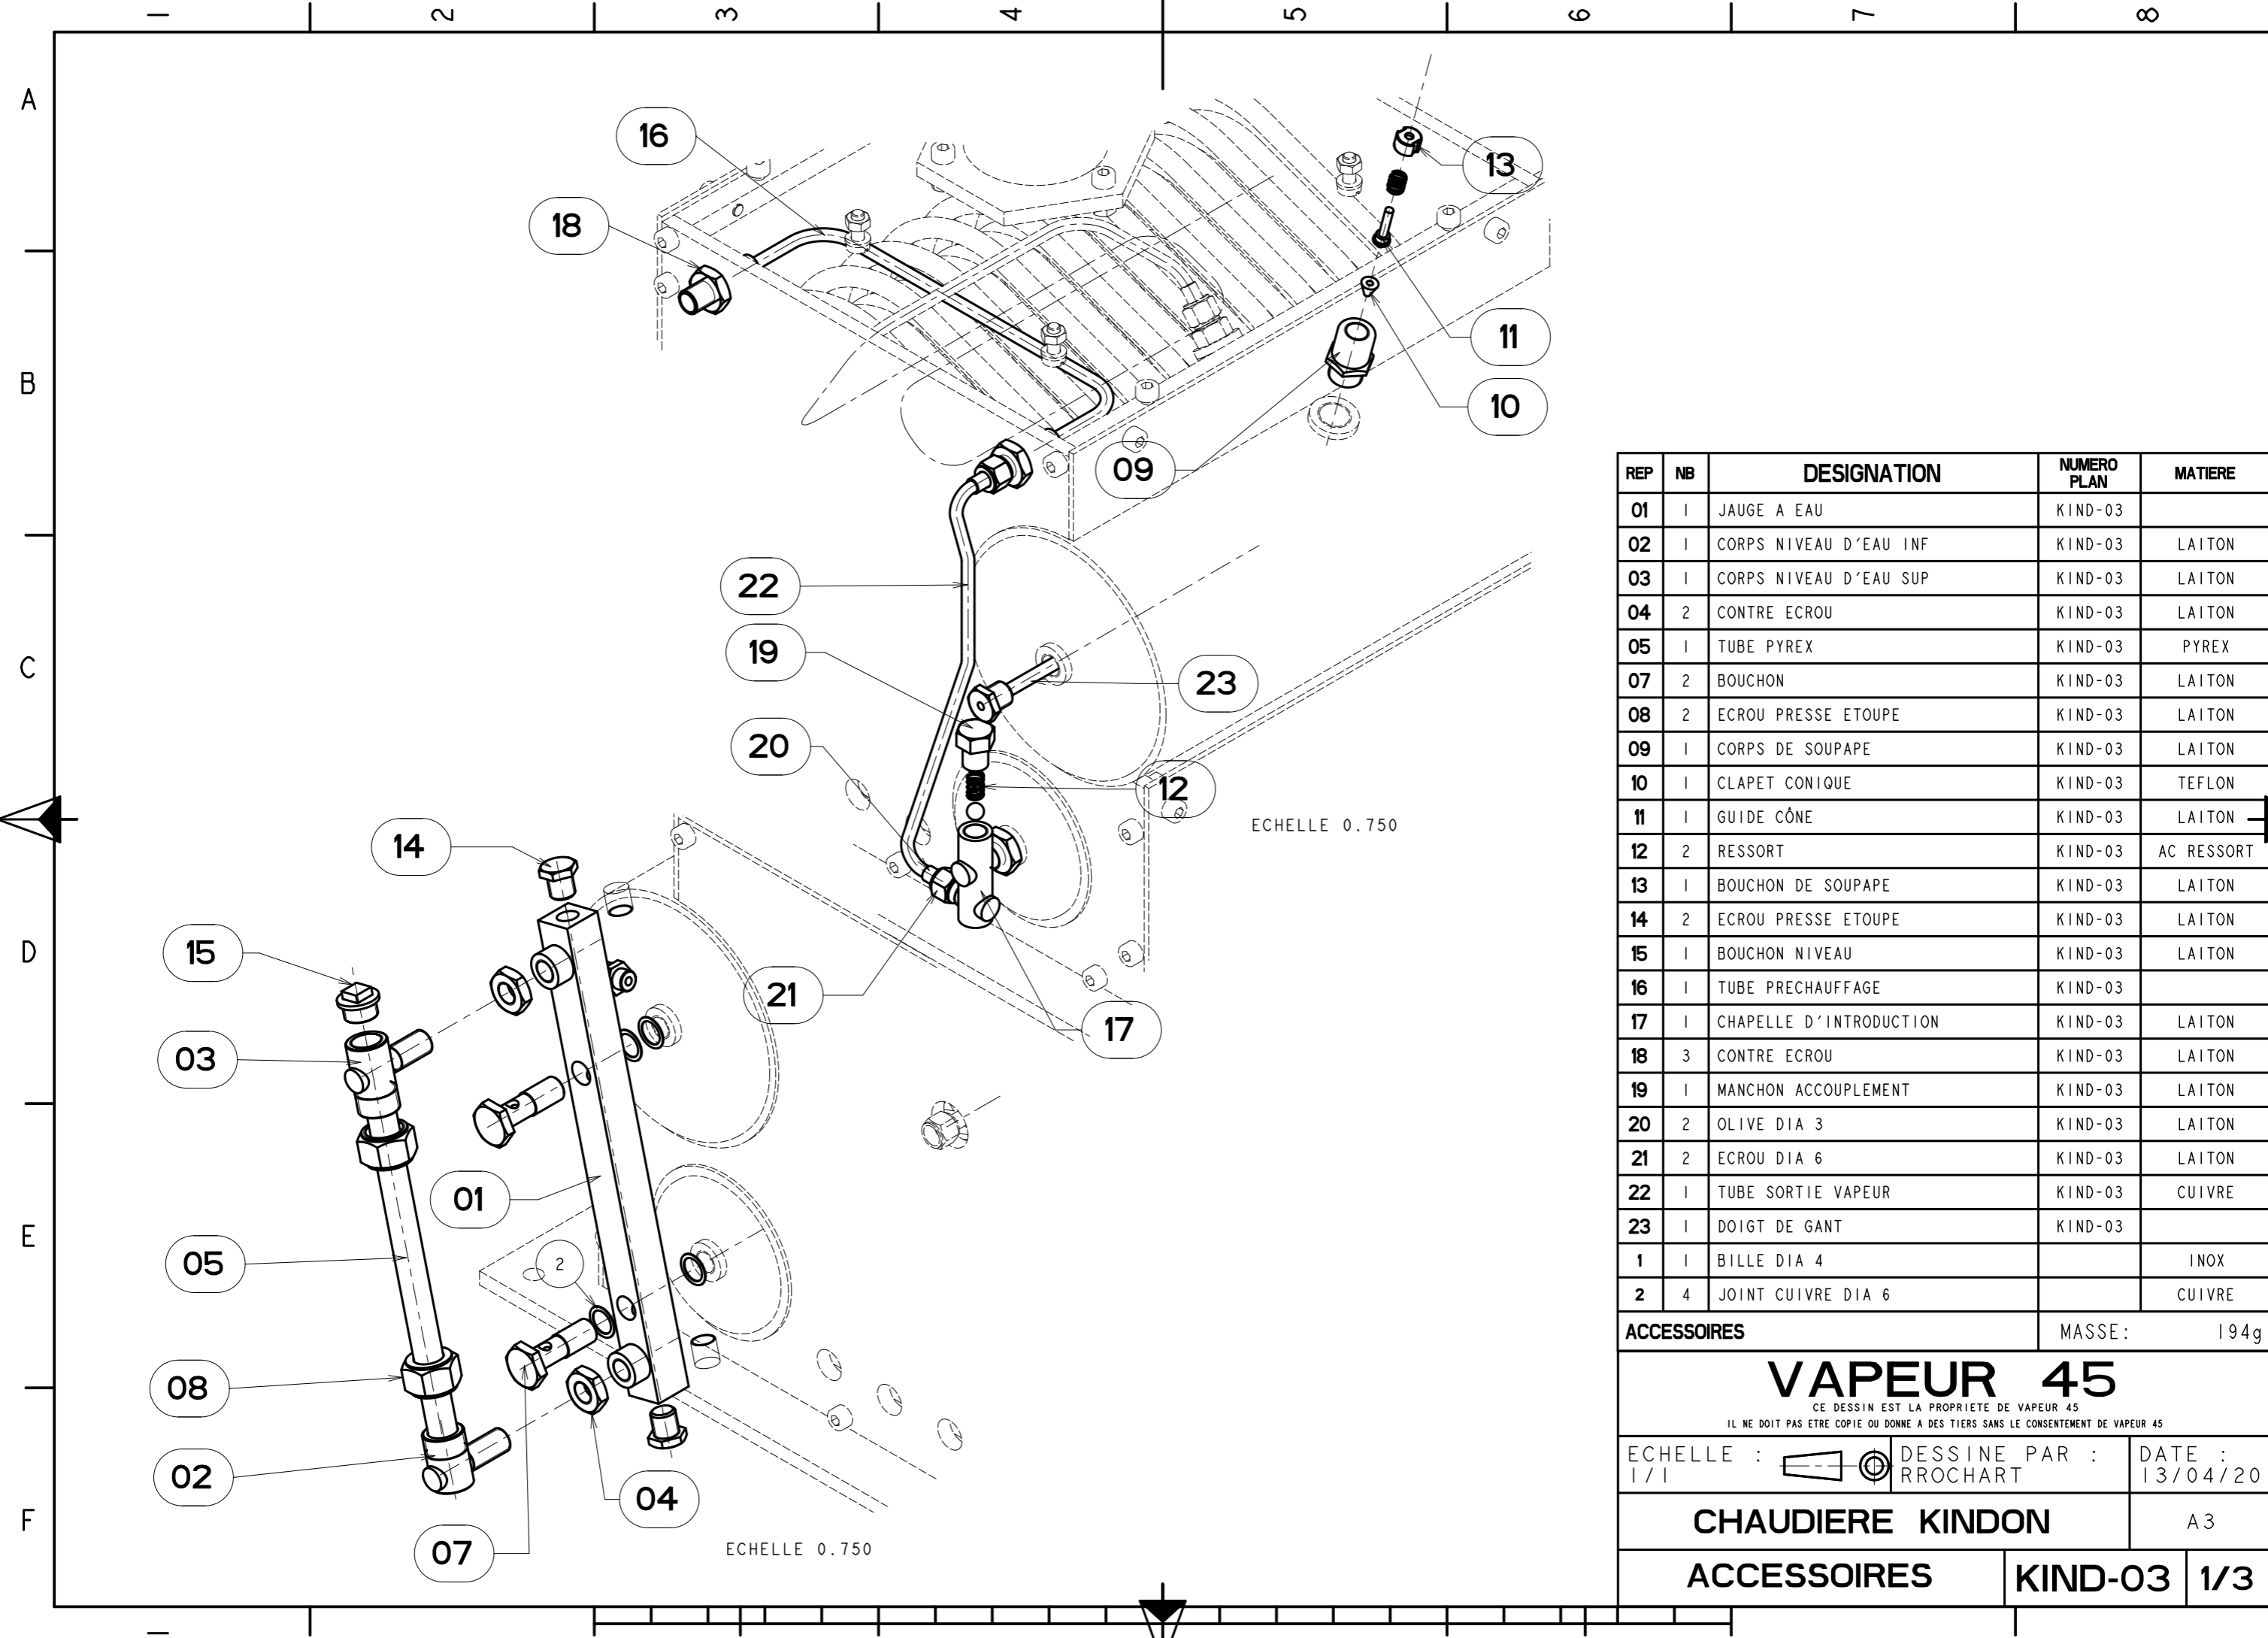 1 2 3 4 5 6 7 8
A
B
C
D
E
F
16
18
13
11
10
09
22
19
23
20
12
ECHELLE 0.750
14
15
21
17
03
01
2
05
08
02
04
07
ECHELLE 0.750
REP NB DESIGNATION NUMERO PLAN MATIERE
01 1 JAUGE A EAU KIND-03
02 1 CORPS NIVEAU D'EAU INF KIND-03 LAITON
03 1 CORPS NIVEAU D'EAU SUP KIND-03 LAITON
04 2 CONTRE ECROU KIND-03 LAITON
05 1 TUBE PYREX KIND-03 PYREX
07 2 BOUCHON KIND-03 LAITON
08 2 ECROU PRESSE ETOUPE KIND-03 LAITON
09 1 CORPS DE SOUPAPE KIND-03 LAITON
10 1 CLAPET CONIQUE KIND-03 TEFLON
11 1 GUIDE CÔNE KIND-03 LAITON
12 2 RESSORT KIND-03 AC RESSORT
13 1 BOUCHON DE SOUPAPE KIND-03 LAITON
14 2 ECROU PRESSE ETOUPE KIND-03 LAITON
15 1 BOUCHON NIVEAU KIND-03 LAITON
16 1 TUBE PRECHAUFFAGE KIND-03
17 1 CHAPELLE D'INTRODUCTION KIND-03 LAITON
18 3 CONTRE ECROU KIND-03 LAITON
19 1 MANCHON ACCOUPLEMENT KIND-03 LAITON
20 2 OLIVE DIA 3 KIND-03 LAITON
21 2 ECROU DIA 6 KIND-03 LAITON
22 1 TUBE SORTIE VAPEUR KIND-03 CUIVRE
23 1 DOIGT DE GANT KIND-03
1 1 BILLE DIA 4 INOX
2 4 JOINT CUIVRE DIA 6 CUIVRE
ACCESSOIRES MASSE: 194g
VAPEUR 45
CE DESSIN EST LA PROPRIETE DE VAPEUR 45
IL NE DOIT PAS ETRE COPIE OU DONNE A DES TIERS SANS LE CONSENTEMENT DE VAPEUR 45
ECHELLE : DESSINE PAR : DATE :
1/1 RROCHART 13/04/20
CHAUDIERE KINDON A3
ACCESSOIRES KIND-03 1/3
1